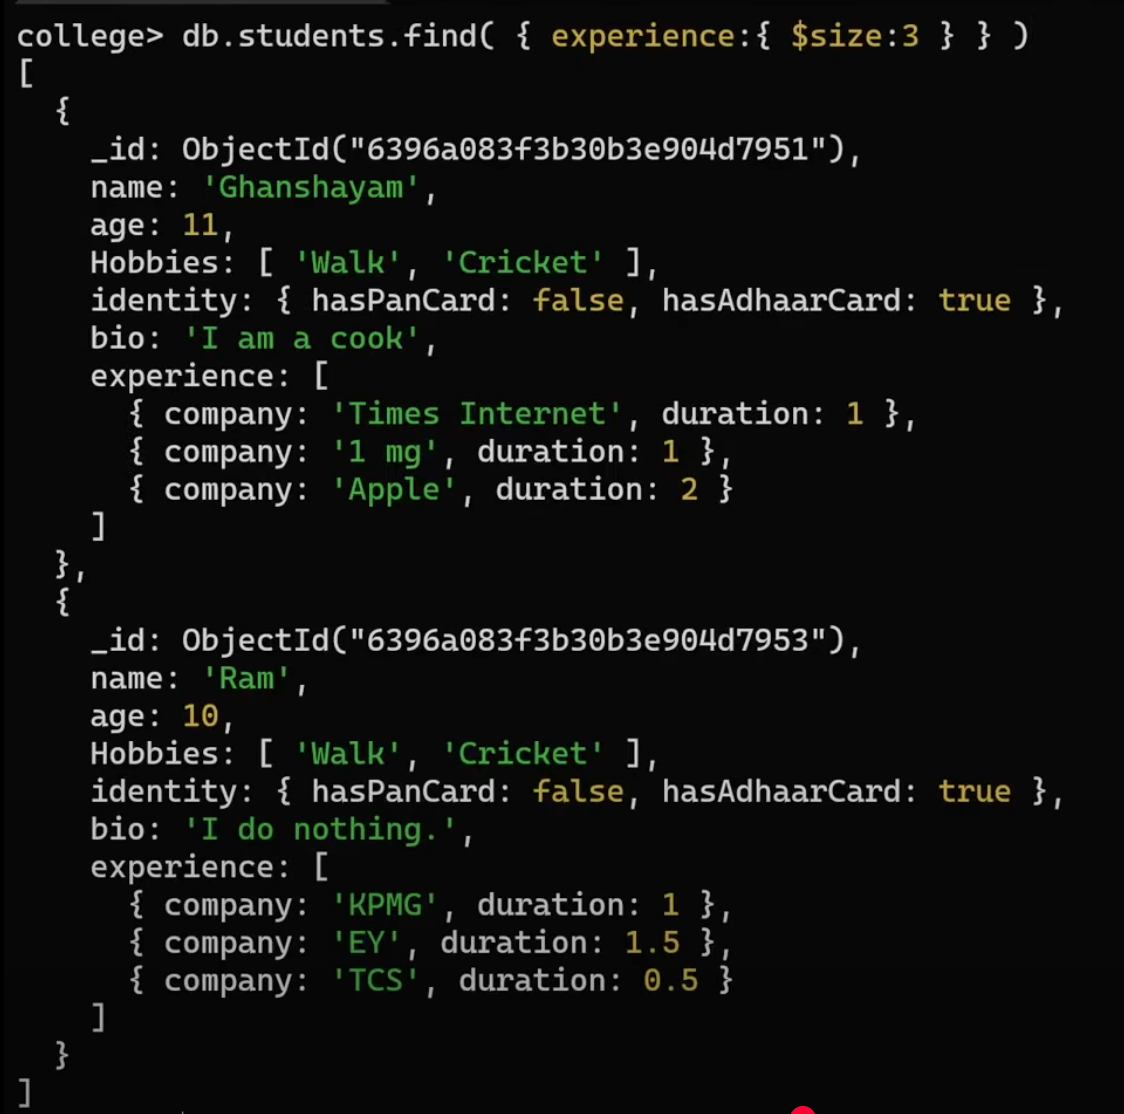 college> db.students.find( { experience:{ $size:3 } } )
[
  {
    _id: ObjectId("6396a083f3b30b3e904d7951"),
    name: 'Ghanshayam',
    age: 11,
    Hobbies: [ 'Walk', 'Cricket' ],
    identity: { hasPanCard: false, hasAdhaarCard: true },
    bio: 'I am a cook',
    experience: [
      { company: 'Times Internet', duration: 1 },
      { company: '1 mg', duration: 1 },
      { company: 'Apple', duration: 2 }
    ]
  },
  {
    _id: ObjectId("6396a083f3b30b3e904d7953"),
    name: 'Ram',
    age: 10,
    Hobbies: [ 'Walk', 'Cricket' ],
    identity: { hasPanCard: false, hasAdhaarCard: true },
    bio: 'I do nothing.',
    experience: [
      { company: 'KPMG', duration: 1 },
      { company: 'EY', duration: 1.5 },
      { company: 'TCS', duration: 0.5 }
    ]
  }
]